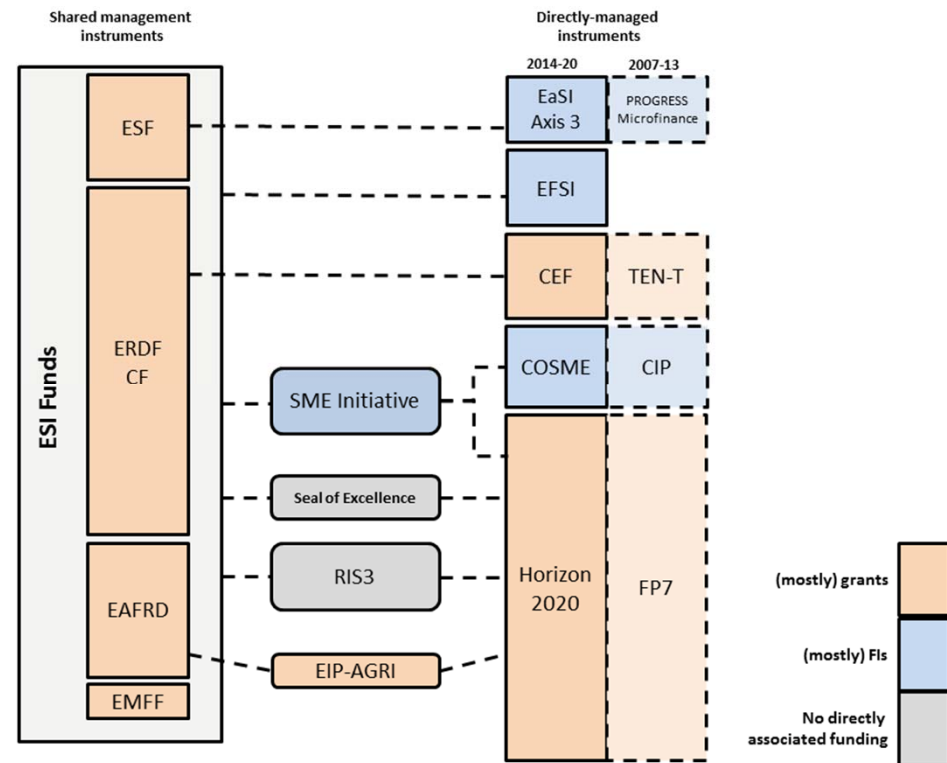 Shared management
instruments
Directly-managed
instruments
2014-20
2007-13
ESF
EaSI
Axis 3
PROGRESS
Microfinance
EFSI
CEF
TEN-T
ESI Funds
ERDF
CF
SME Initiative
COSME
CIP
Seal of Excellence
RIS3
Horizon
2020
FP7
EAFRD
EIP-AGRI
EMFF
(mostly) grants
(mostly) FIs
No directly
associated funding